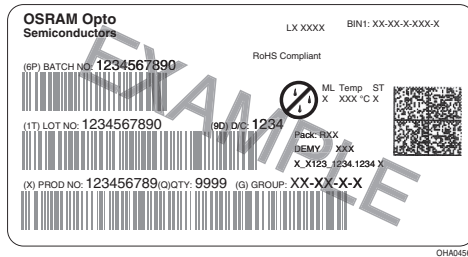 OSRAM Opto
Semiconductors
LX XXXX
BIN1: XX-XX-X-XXX-X
RoHS Compliant
(6P) BATCH NO: 1234567890
ML Temp ST
X XXX °C X
(1T) LOT NO: 1234567890
(9D) D/C: 1234
Pack: RXX
DEMY XXX
X_X123_1234.1234 X
(X) PROD NO: 123456789(Q)QTY: 9999 (G) GROUP: XX-XX-X-X
EXAMPLE
OHA04563